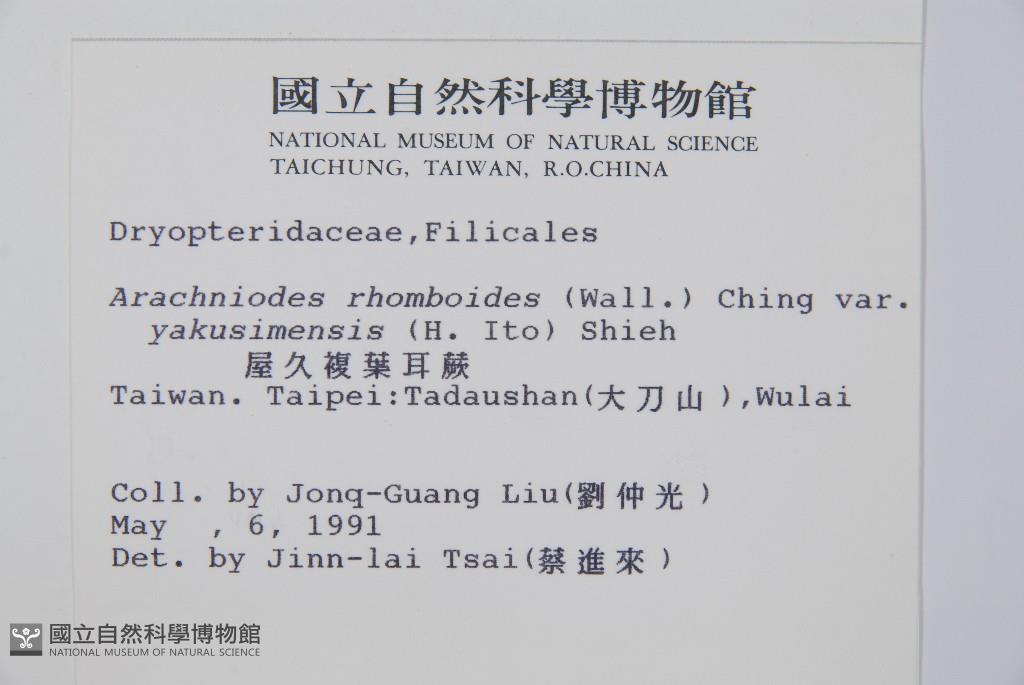 國立自然科學博物館
NATIONAL MUSEUM OF NATURAL SCIENCE
TAICHUNG, TAIWAN, R.O.CHINA
Dryopteridaceae,Filicales
Arachniodes rhomboides (Wall.) Ching var.
yakusimensis (H. Ito) Shieh
屋久複葉耳蕨
Taiwan. Taipei:Tadaushan(大刀山),Wulai
Coll. by Jonq-Guang Liu(劉仲光)
May , 6, 1991
Det. by Jinn-lai Tsai(蔡進來)
國立自然科學博物館
NATIONAL MUSEUM OF NATURAL SCIENCE